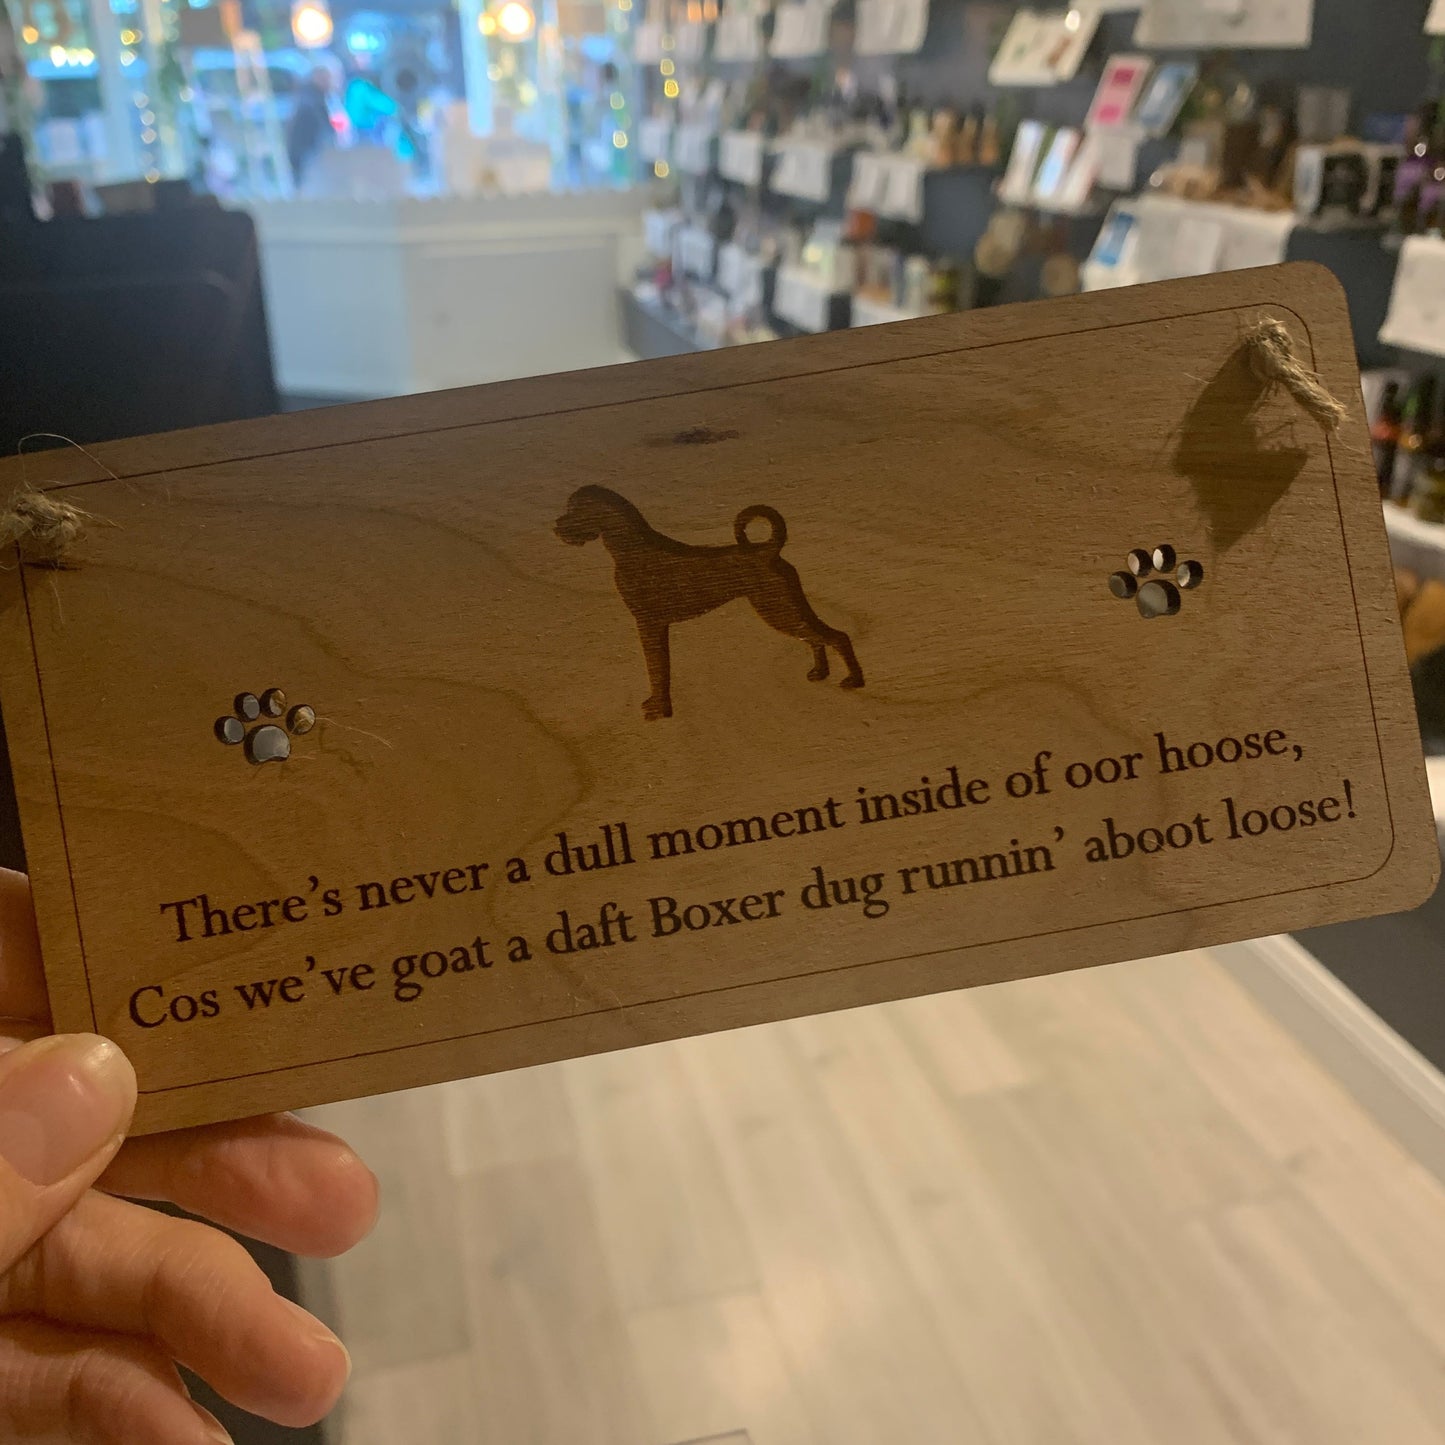 There's never a dull moment inside of oor hoose,
Cos we've goat a daft Boxer dug runnin' aboot loose!